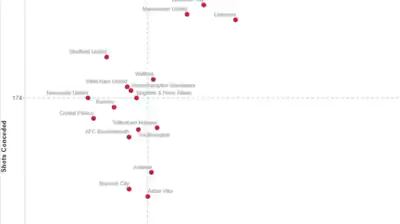 Manchester United
Liverpool
Sheffield United
Watford
West Ham United
Wolverhampton Wanderers
Newcastle United
Brighton & Hove Albion
174
Burnley
Crystal Palace
Tottenham Hotspur
AFC Bournemouth
Southampton
Arsenal
Norwich City
Aston Villa
Shots Conceded